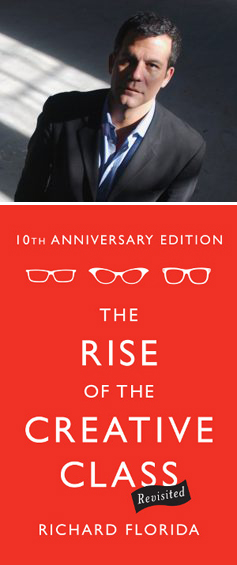 10TH ANNIVERSARY EDITION
THE
RISE
OF THE
CREATIVE
CLASS
Revisited
RICHARD FLORIDA